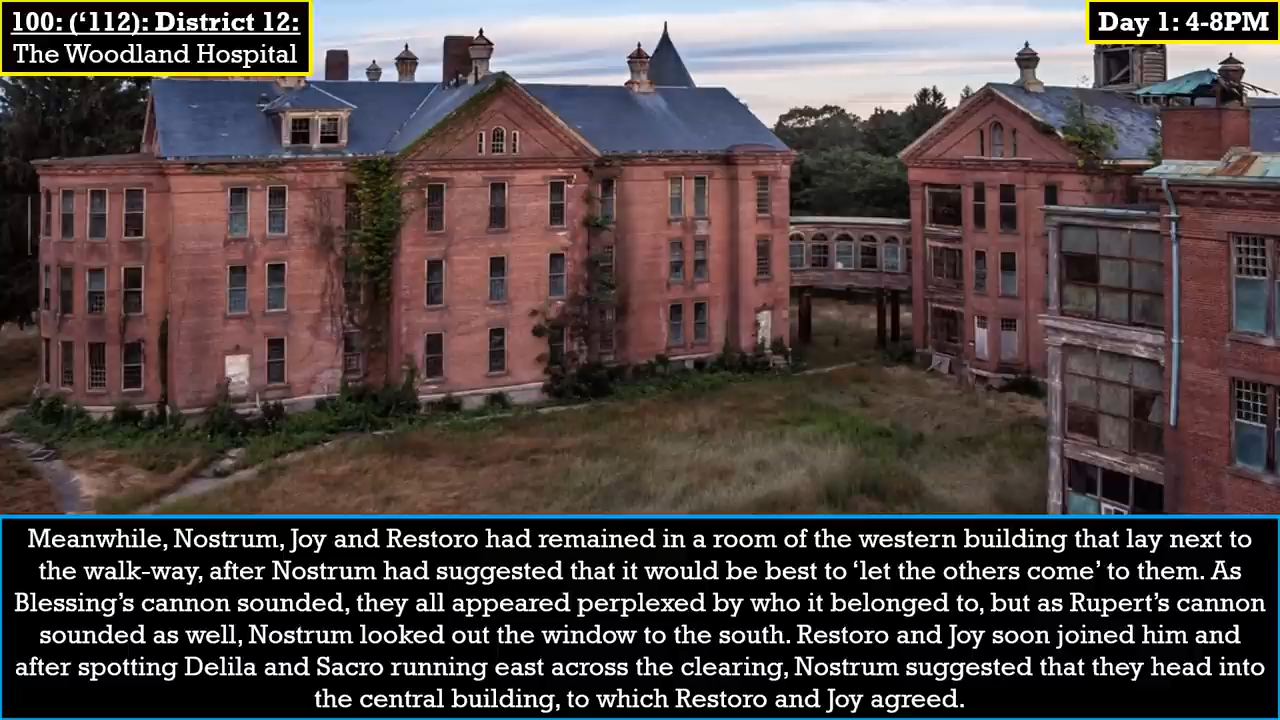 100: (‘112): District 12:
The Woodland Hospital
Day 1: 4-8PM
Meanwhile, Nostrum, Joy and Restoro had remained in a room of the western building that lay next to
the walk-way, after Nostrum had suggested that it would be best to ‘let the others come’ to them. As
Blessing’s cannon sounded, they all appeared perplexed by who it belonged to, but as Rupert’s cannon
sounded as well, Nostrum looked out the window to the south. Restoro and Joy soon joined him and
after spotting Delila and Sacro running east across the clearing, Nostrum suggested that they head into
the central building, to which Restoro and Joy agreed.